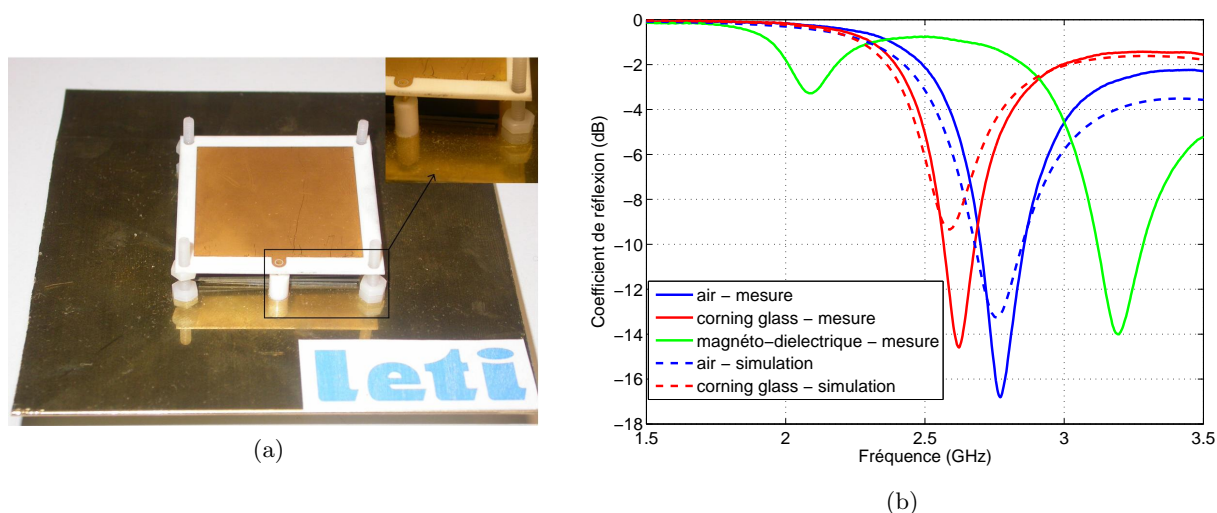 leti
(a)
0
−2
−4
−6
−8
−10
−12
−14
−16
−18
Coefficient de réflexion (dB)
air − mesure
corning glass − mesure
magnéto−dielectrique − mesure
air − simulation
corning glass − simulation
1.5 2 2.5 3 3.5
Fréquence (GHz)
(b)